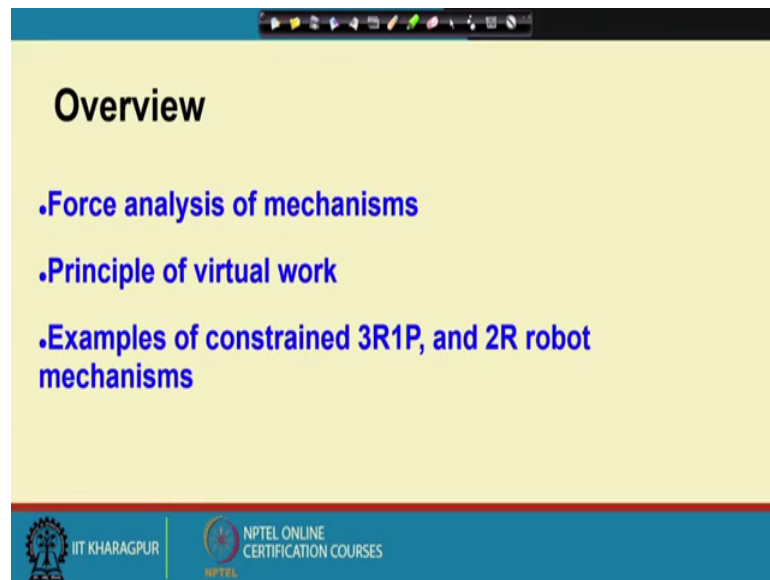 Overview
•Force analysis of mechanisms
•Principle of virtual work
•Examples of constrained 3R1P, and 2R robot
mechanisms
IIT KHARAGPUR
NPTEL
NPTEL ONLINE
CERTIFICATION COURSES